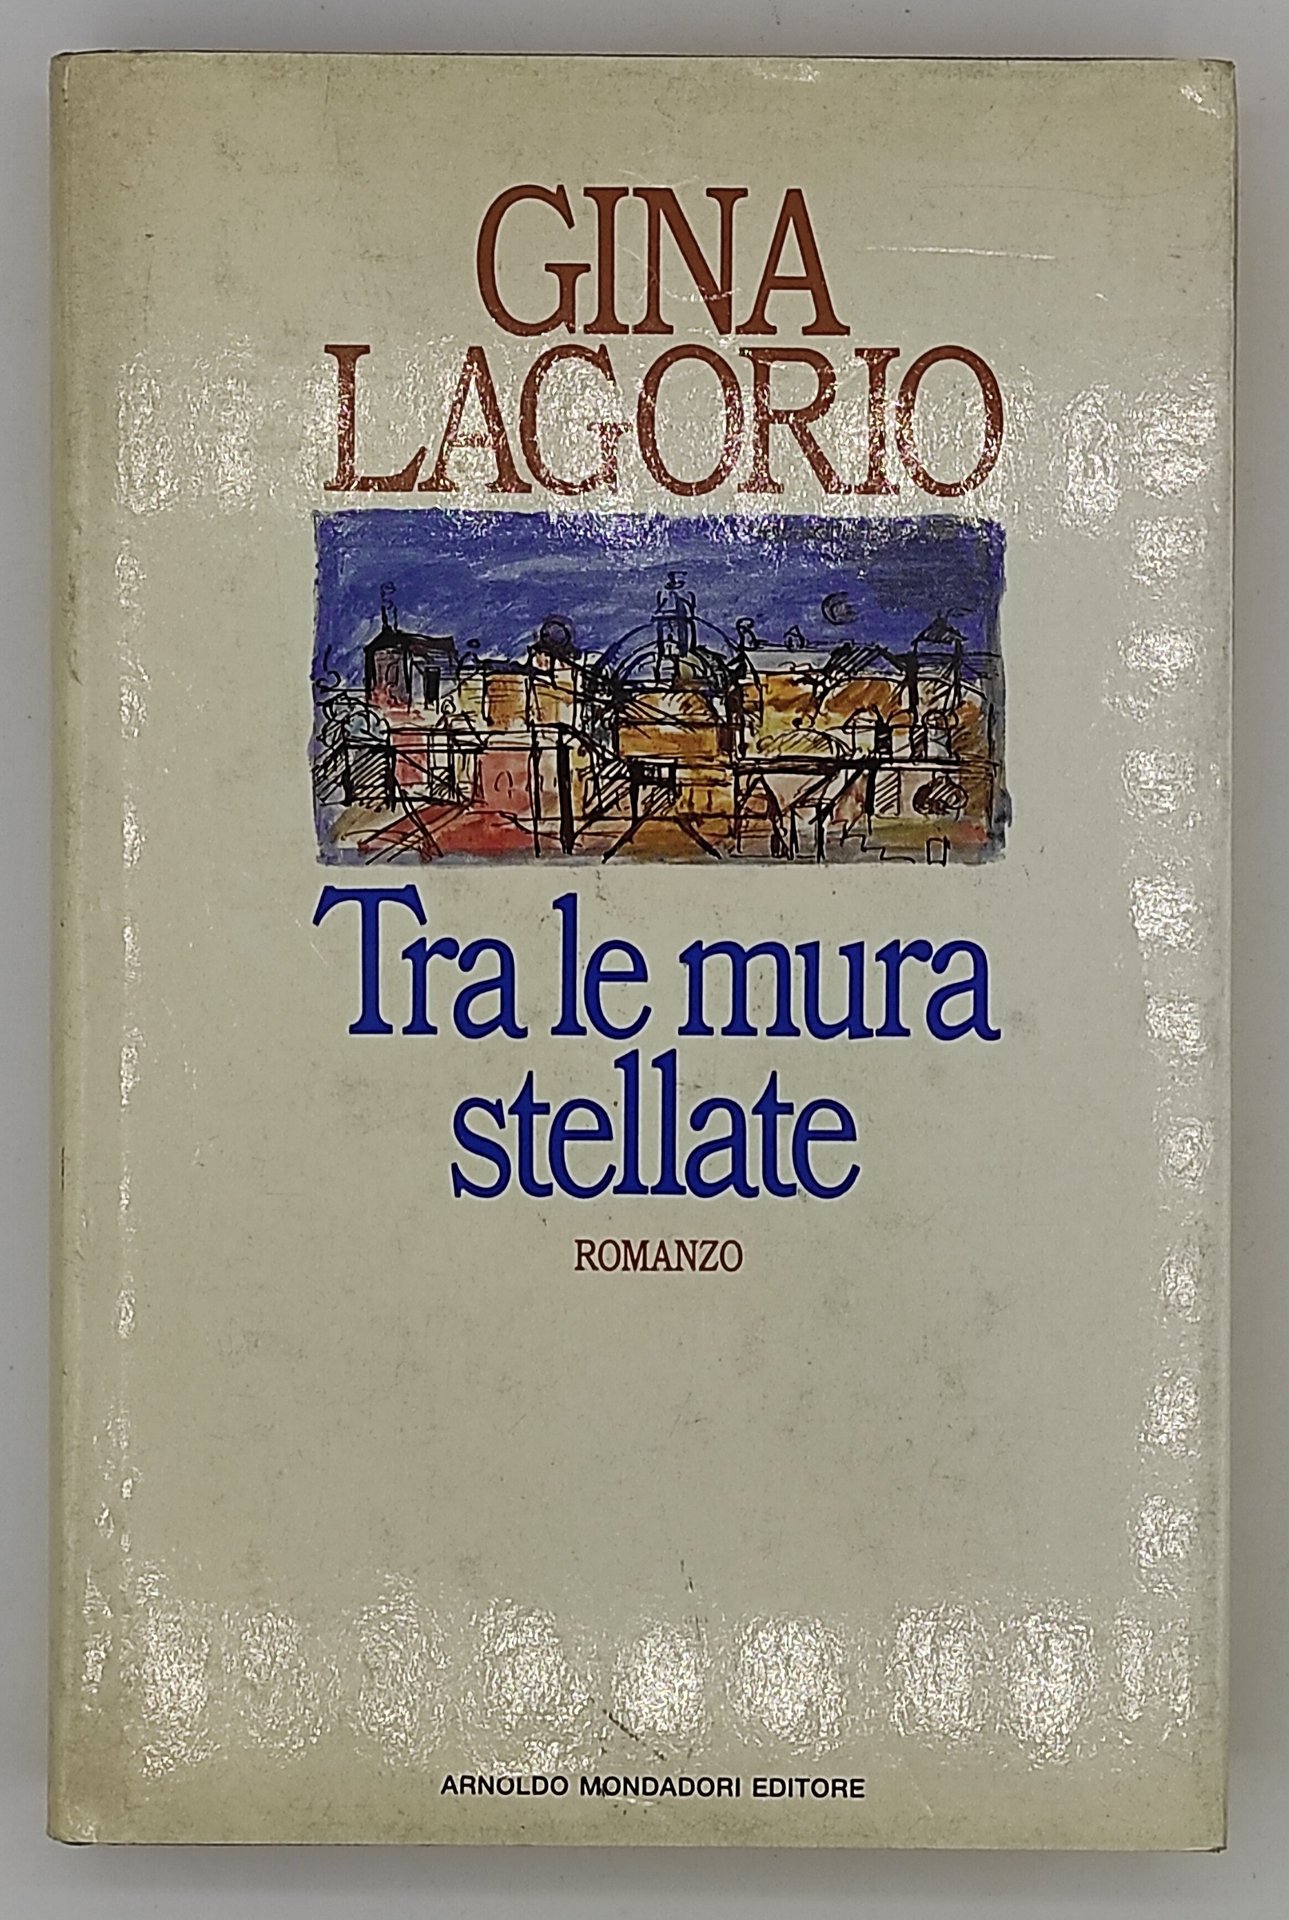 GINA
LAGORIO
Tra le mura
stellate
ROMANZO
ARNOLDO MONDADORI EDITORE